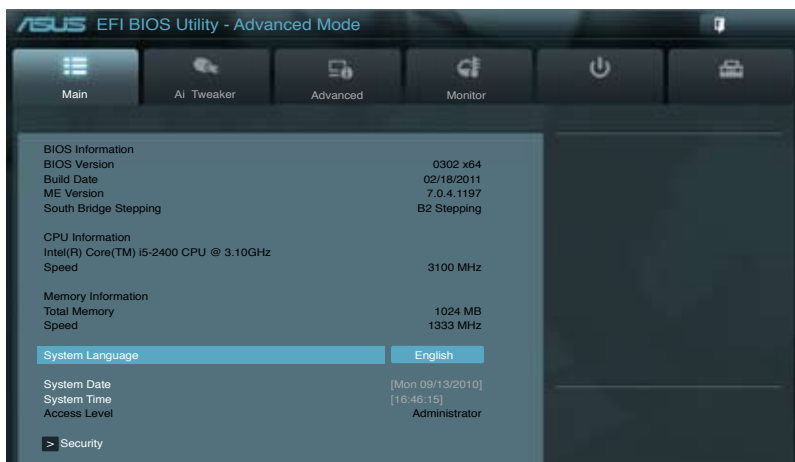 ASUS EFI BIOS Utility - Advanced Mode
Main Ai Tweaker Advanced Monitor
BIOS Information
BIOS Version 0302 x64
Build Date 02/18/2011
ME Version 7.0.4.1197
South Bridge Stepping B2 Stepping
CPU Information
Intel(R) Core(TM) i5-2400 CPU @ 3.10GHz
Speed 3100 MHz
Memory Information
Total Memory 1024 MB
Speed 1333 MHz
System Language English
System Date [Mon 09/13/2010]
System Time [16:46:15]
Access Level Administrator
> Security